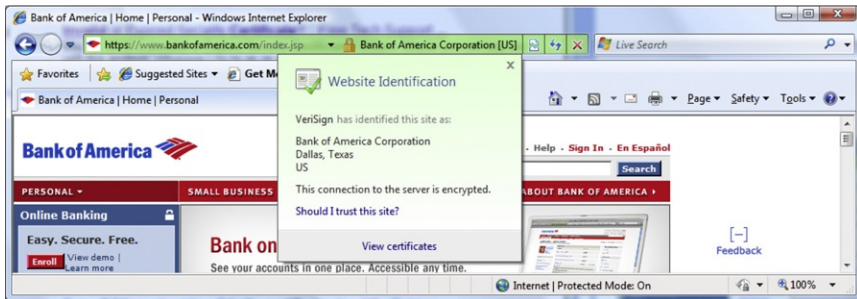 Bank of America | Home | Personal - Windows Internet Explorer
https://www.bankofamerica.com/index.jsp
Bank of America Corporation [US]
Live Search
Favorites
Suggested Sites
Get M
Bank of America | Home | Personal
Page
Safety
Tools
Website Identification
VeriSign has identified this site as:
Bank of America Corporation
Dallas, Texas
US
This connection to the server is encrypted.
Should I trust this site?
View certificates
Bank of America
Help · Sign In · En Español
Search
PERSONAL
SMALL BUSINESS
ABOUT BANK OF AMERICA
Online Banking
Easy. Secure. Free.
Enroll
View demo |
Learn more
Bank on
See your accounts in one place. Accessible any time.
[—]
Feedback
Internet | Protected Mode: On
100%